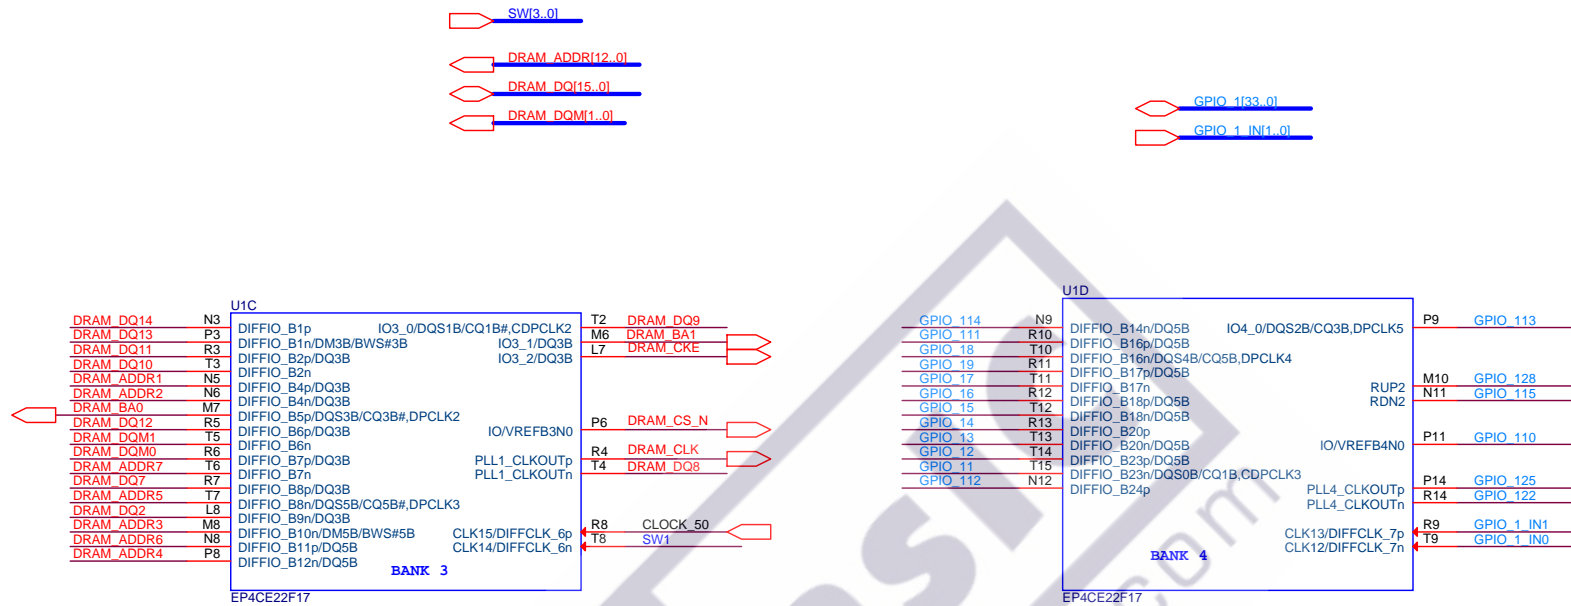 SW[3..0]
DRAM_ADDR[12..0]
DRAM_DQ[15..0]
DRAM_DQM[1..0]
GPIO_1[33..0]
GPIO_1_IN[1..0]
U1C
DRAM_DQ14 N3 DIFFIO_B1p IO3_0/DQS1B/CQ1B#,CDPCLK2 T2 DRAM_DQ9
DRAM_DQ13 P3 DIFFIO_B1n/DM3B/BWS#3B IO3_1/DQ3B M6 DRAM_BA1
DRAM_DQ11 R3 DIFFIO_B2p/DQ3B IO3_2/DQ3B L7 DRAM_CKE
DRAM_DQ10 T3 DIFFIO_B2n
DRAM_ADDR1 N5 DIFFIO_B4p/DQ3B
DRAM_ADDR2 N6 DIFFIO_B4n/DQ3B
DRAM_BA0 M7 DIFFIO_B5p/DQS3B/CQ3B#,DPCLK2
DRAM_DQ12 R5 DIFFIO_B6p/DQ3B IO/VREFB3N0 P6 DRAM_CS_N
DRAM_DQM1 T5 DIFFIO_B6n
DRAM_DQM0 R6 DIFFIO_B7p/DQ3B PLL1_CLKOUTp R4 DRAM_CLK
DRAM_ADDR7 T6 DIFFIO_B7n PLL1_CLKOUTn T4 DRAM_DQ8
DRAM_DQ7 R7 DIFFIO_B8p/DQ3B
DRAM_ADDR5 T7 DIFFIO_B8n/DQS5B/CQ5B#,DPCLK3
DRAM_DQ2 L8 DIFFIO_B9n/DQ3B
DRAM_ADDR3 M8 DIFFIO_B10n/DM5B/BWS#5B CLK15/DIFFCLK_6p R8 CLOCK_50
DRAM_ADDR6 N8 DIFFIO_B11p/DQ5B CLK14/DIFFCLK_6n T8 SW1
DRAM_ADDR4 P8 DIFFIO_B12n/DQ5B
BANK 3
EP4CE22F17
U1D
GPIO_114 N9 DIFFIO_B14n/DQ5B IO4_0/DQS2B/CQ3B,DPCLK5 P9 GPIO_113
GPIO_111 R10 DIFFIO_B16p/DQ5B
GPIO_18 T10 DIFFIO_B16n/DQS4B/CQ5B,DPCLK4
GPIO_19 R11 DIFFIO_B17p/DQ5B
GPIO_17 T11 DIFFIO_B17n RUP2 M10 GPIO_128
GPIO_16 R12 DIFFIO_B18p/DQ5B RDN2 N11 GPIO_115
GPIO_15 T12 DIFFIO_B18n/DQ5B
GPIO_14 R13 DIFFIO_B20p
GPIO_13 T13 DIFFIO_B20n/DQ5B IO/VREFB4N0 P11 GPIO_110
GPIO_12 T14 DIFFIO_B23p/DQ5B
GPIO_11 T15 DIFFIO_B23n/DQS0B/CQ1B,CDPCLK3
GPIO_112 N12 DIFFIO_B24p PLL4_CLKOUTp P14 GPIO_125
PLL4_CLKOUTn R14 GPIO_122
CLK13/DIFFCLK_7p R9 GPIO_1_IN1
CLK12/DIFFCLK_7n T9 GPIO_1_IN0
BANK 4
EP4CE22F17
com